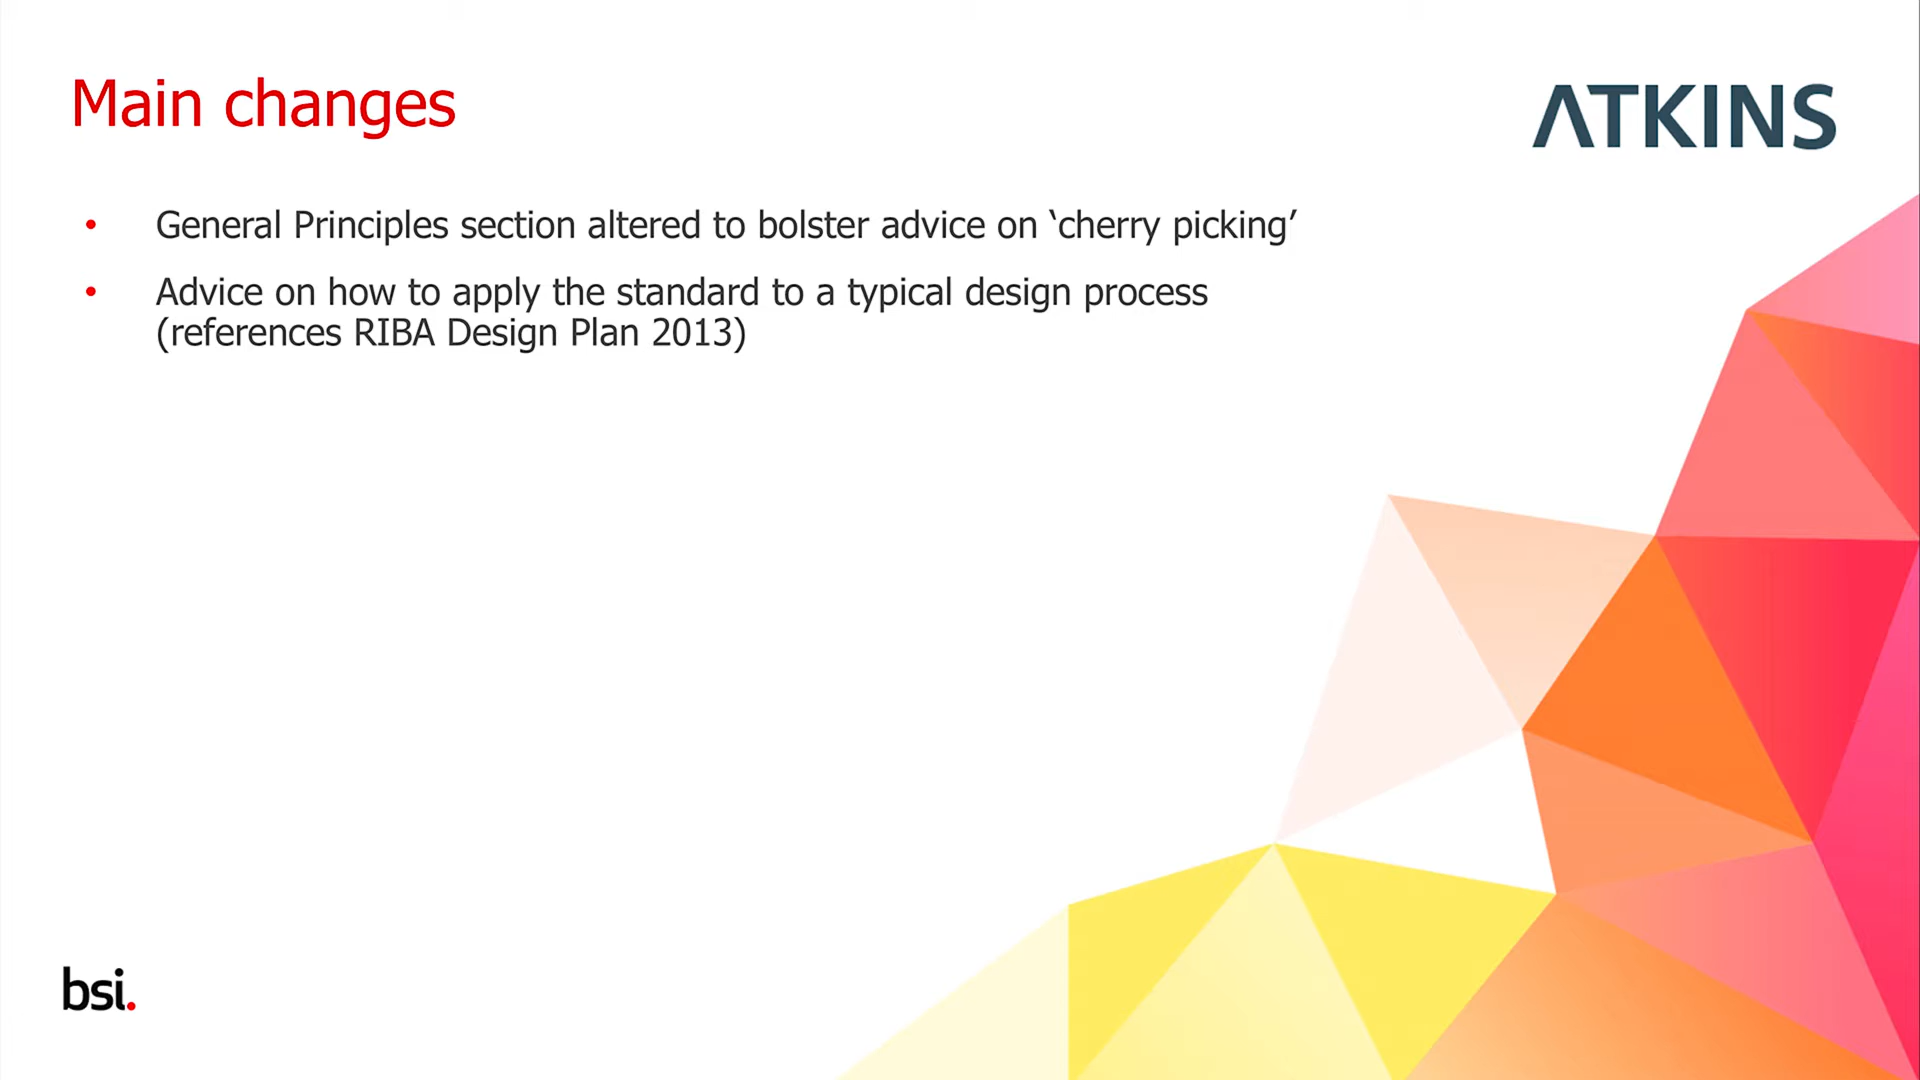 Main changes
ATKINS
• General Principles section altered to bolster advice on ‘cherry picking’
• Advice on how to apply the standard to a typical design process
(references RIBA Design Plan 2013)
bsi.